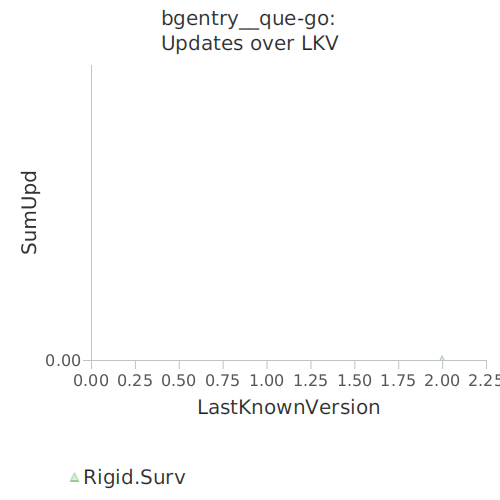 bgentry__que-go:
Updates over LKV
SumUpd
0.00
0.00 0.25 0.50 0.75 1.00 1.25 1.50 1.75 2.00 2.25
LastKnownVersion
Rigid.Surv